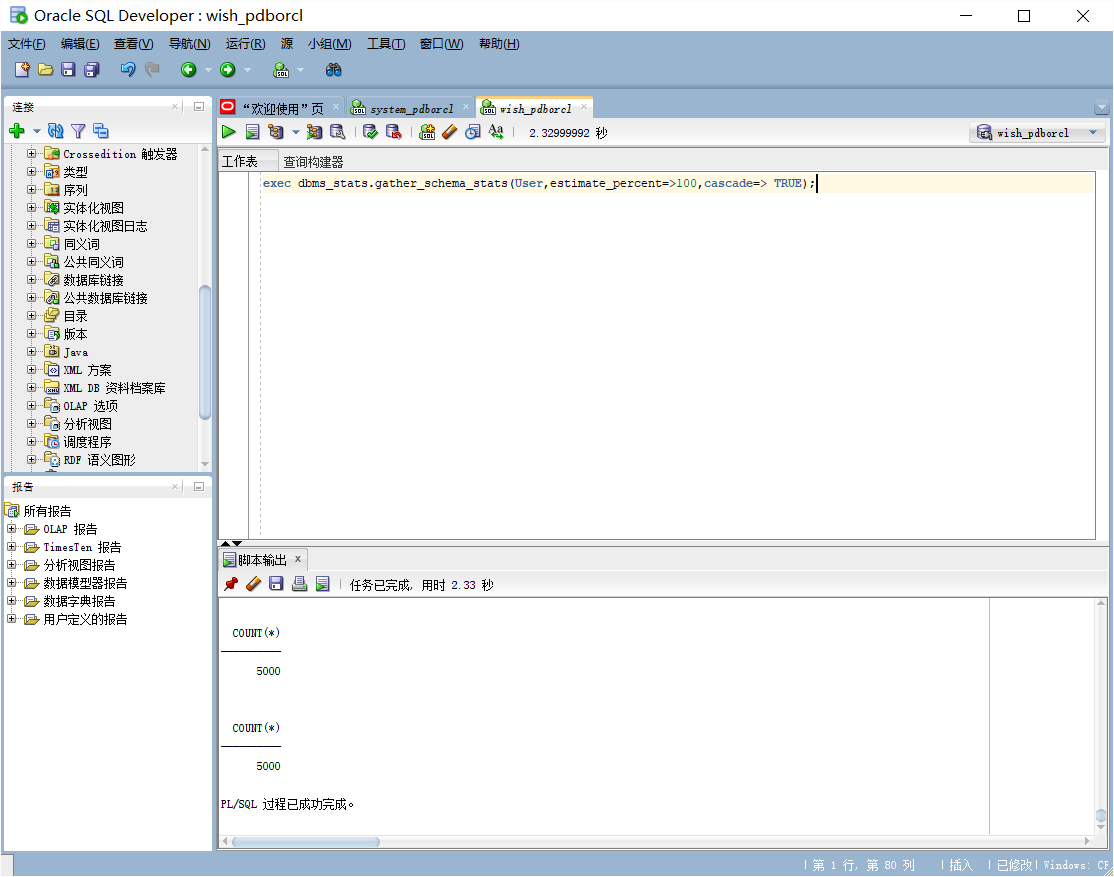 Oracle SQL Developer : wish_pdborcl
文件(F) 编辑(E) 查看(V) 导航(N) 运行(R) 源 小组(M) 工具(T) 窗口(W) 帮助(H)
连接
Crossedition 触发器
类型
序列
实体化视图
实体化视图日志
同义词
公共同义词
数据库链接
公共数据库链接
目录
版本
Java
XML 方案
XML DB 资料档案库
OLAP 选项
分析视图
调度程序
RDF 语义图形
报告
所有报告
OLAP 报告
TimesTen 报告
分析视图报告
数据模型器报告
数据字典报告
用户定义的报告
“欢迎使用”页 system_pdborcl wish_pdborcl
2.32999992 秒 wish_pdborcl
工作表 查询构建器
exec dbms_stats.gather_schema_stats(User,estimate_percent=>100,cascade=> TRUE);
脚本输出
任务已完成, 用时 2.33 秒
COUNT(*)
----------
5000
COUNT(*)
----------
5000
PL/SQL 过程已成功完成。
第 1 行, 第 80 列 插入 已修改 Windows: